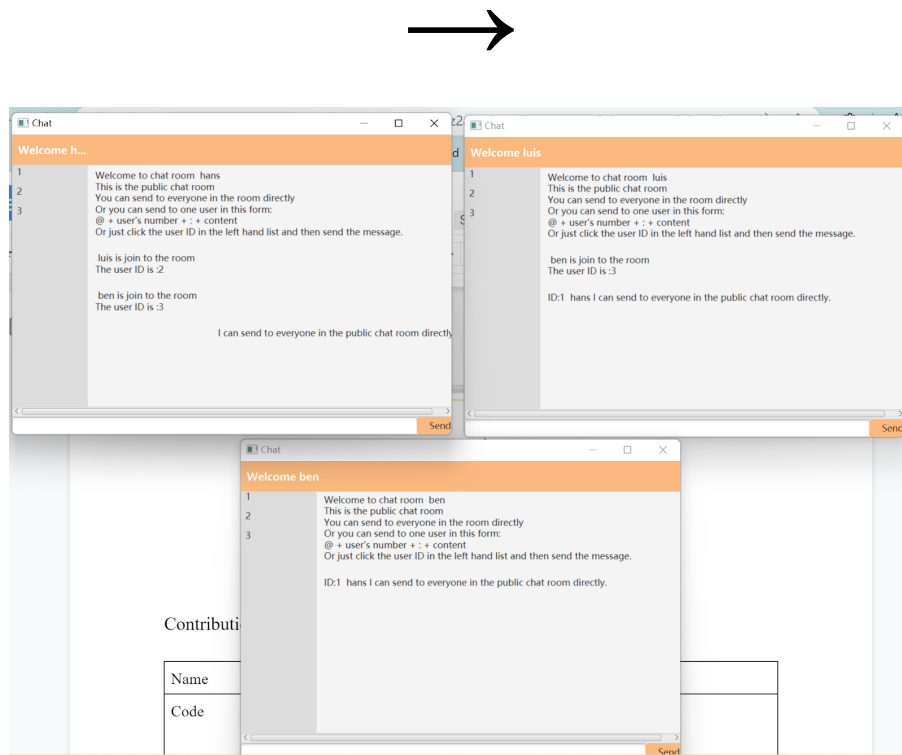 Chat
Welcome h...
1
2
3
Welcome to chat room  hans
This is the public chat room
You can send to everyone in the room directly
Or you can send to one user in this form:
@ + user's number + : + content
Or just click the user ID in the left hand list and then send the message.
luis is join to the room
The user ID is :2
ben is join to the room
The user ID is :3
I can send to everyone in the public chat room directly
Send
Chat
Welcome luis
1
2
3
Welcome to chat room  luis
This is the public chat room
You can send to everyone in the room directly
Or you can send to one user in this form:
@ + user's number + : + content
Or just click the user ID in the left hand list and then send the message.
ben is join to the room
The user ID is :3
ID:1  hans I can send to everyone in the public chat room directly.
Send
Chat
Welcome ben
1
2
3
Welcome to chat room  ben
This is the public chat room
You can send to everyone in the room directly
Or you can send to one user in this form:
@ + user's number + : + content
Or just click the user ID in the left hand list and then send the message.
ID:1  hans I can send to everyone in the public chat room directly.
Send
Contributi
Name
Code